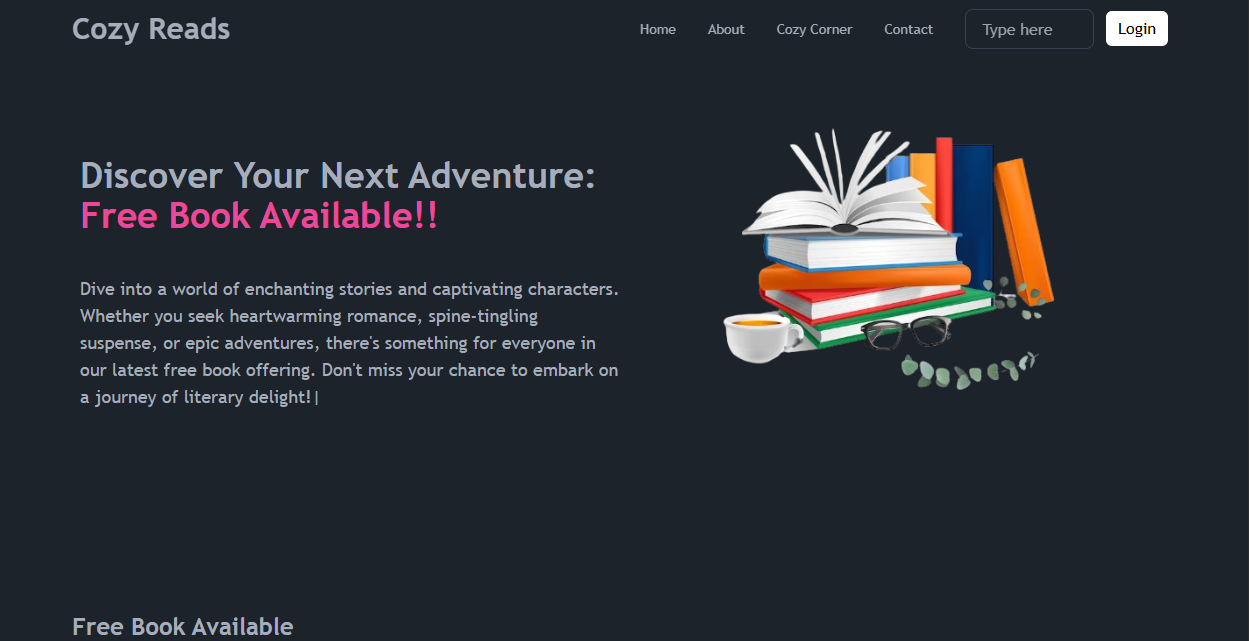 Cozy Reads
Home About Cozy Corner Contact Type here Login
Discover Your Next Adventure:
Free Book Available!!
Dive into a world of enchanting stories and captivating characters.
Whether you seek heartwarming romance, spine-tingling
suspense, or epic adventures, there's something for everyone in
our latest free book offering. Don't miss your chance to embark on
a journey of literary delight!|
Free Book Available